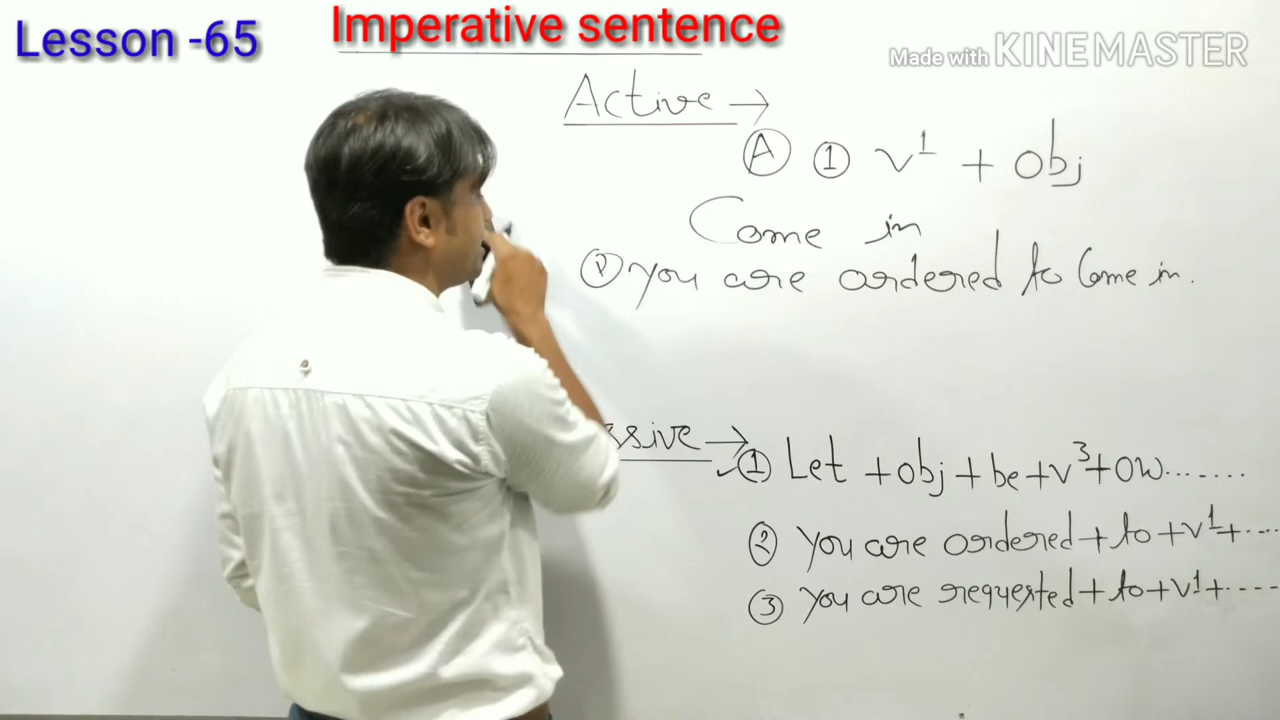 Lesson -65
Imperative sentence
Made with KINEMASTER
Active →
Ⓐ ① V¹ + obj
Come in
Ⓟ You are ordered to Come in.
ssive →
✓① Let + obj + be + V³ + OW.......
② You are ordered + to + V¹ + ....
③ You are requested + to + V¹ + ----